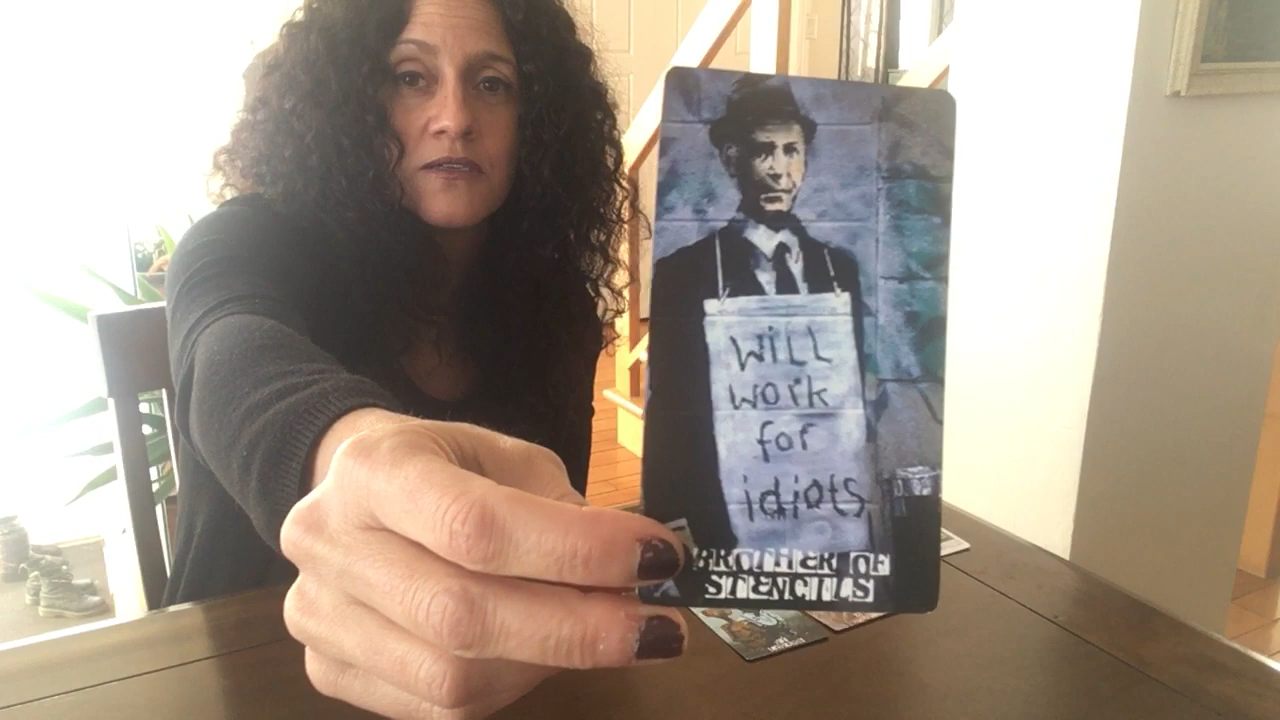 WiLL
work
for
idiots
BROTHER OF
STENCILS